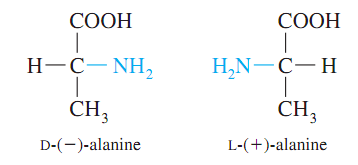 COOH COOH
H—C—NH₂ H₂N—C—H
CH₃ CH₃
D-(−)-alanine L-(+)-alanine